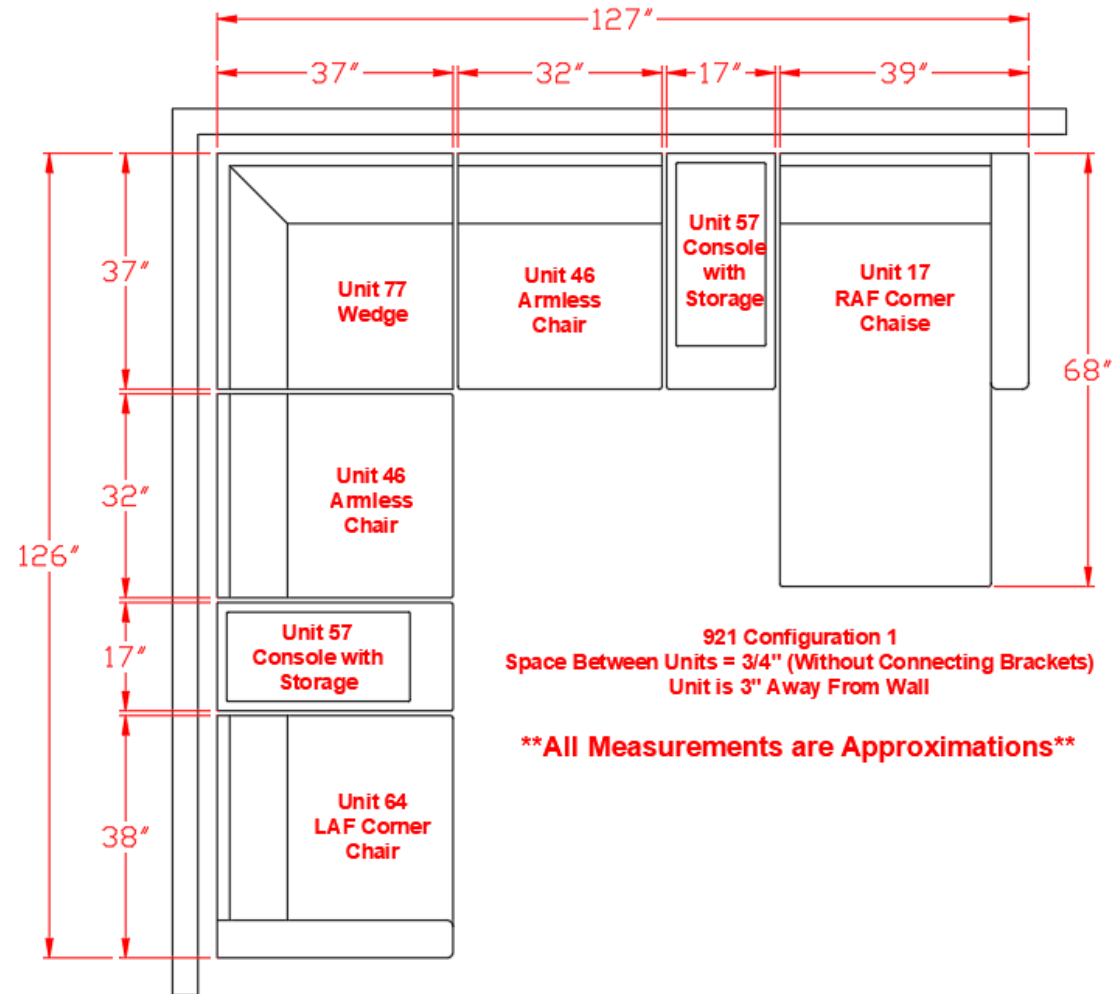 127"
37"
32"
17"
39"
37"
Unit 77
Wedge
Unit 46
Armless
Chair
Unit 57
Console
with
Storage
Unit 17
RAF Corner
Chaise
68"
32"
Unit 46
Armless
Chair
126"
17"
Unit 57
Console with
Storage
38"
Unit 64
LAF Corner
Chair
921 Configuration 1
Space Between Units = 3/4" (Without Connecting Brackets)
Unit is 3" Away From Wall
**All Measurements are Approximations**